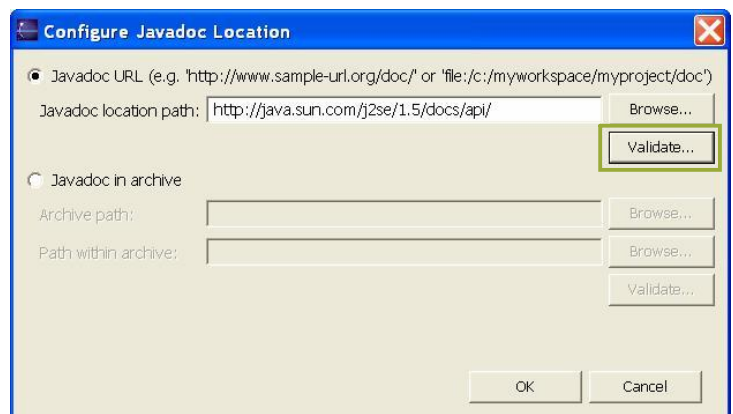 Configure Javadoc Location
Javadoc URL (e.g. 'http://www.sample-url.org/doc/' or 'file:/c:/myworkspace/myproject/doc')
Javadoc location path: http://java.sun.com/j2se/1.5/docs/api/ Browse...
Validate...
Javadoc in archive
Archive path: Browse...
Path within archive: Browse...
Validate...
OK Cancel